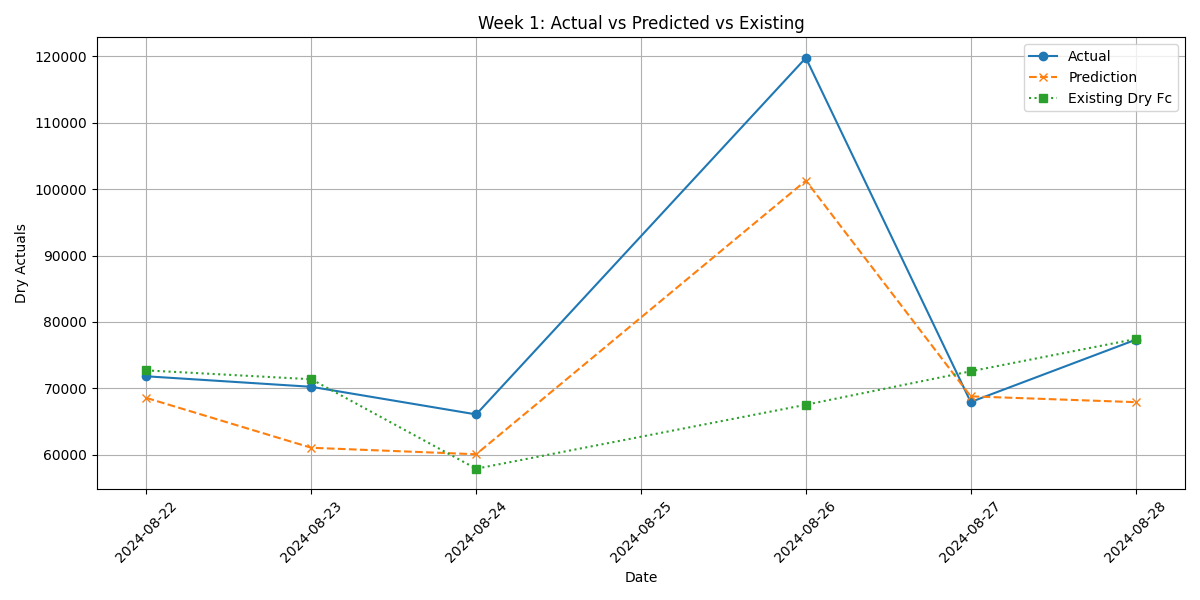 Week 1: Actual vs Predicted vs Existing
Actual
Prediction
Existing Dry Fc
120000
110000
100000
90000
80000
70000
60000
Dry Actuals
2024-08-22
2024-08-23
2024-08-24
2024-08-25
2024-08-26
2024-08-27
2024-08-28
Date